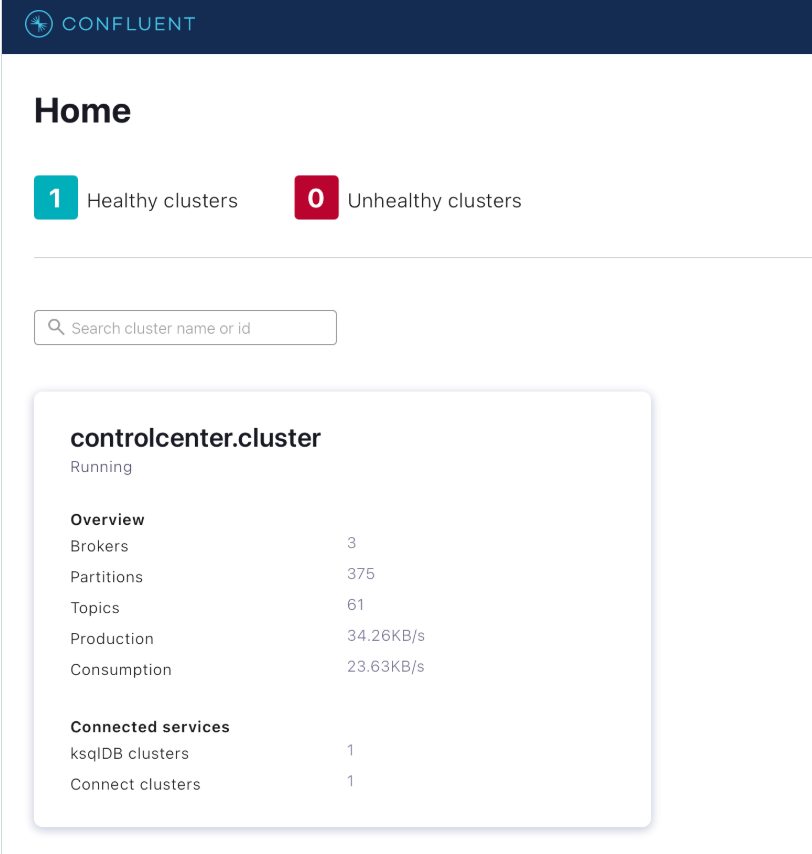 CONFLUENT
Home
1 Healthy clusters 0 Unhealthy clusters
Search cluster name or id
controlcenter.cluster
Running
Overview
Brokers 3
Partitions 375
Topics 61
Production 34.26KB/s
Consumption 23.63KB/s
Connected services
ksqlDB clusters 1
Connect clusters 1